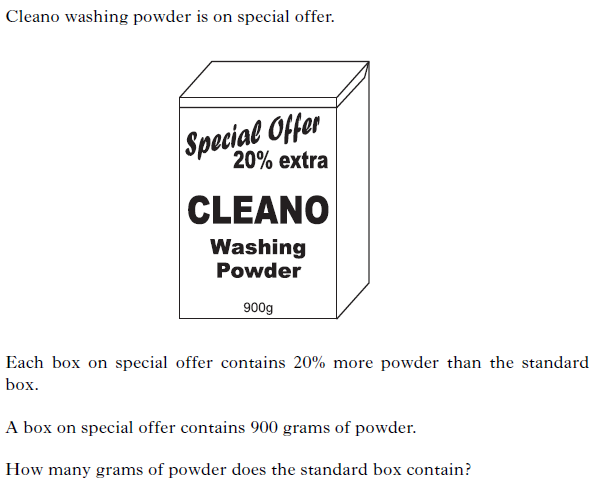 Cleano washing powder is on special offer.
Special Offer
20% extra
CLEANO
Washing
Powder
900g
Each box on special offer contains 20% more powder than the standard
box.
A box on special offer contains 900 grams of powder.
How many grams of powder does the standard box contain?